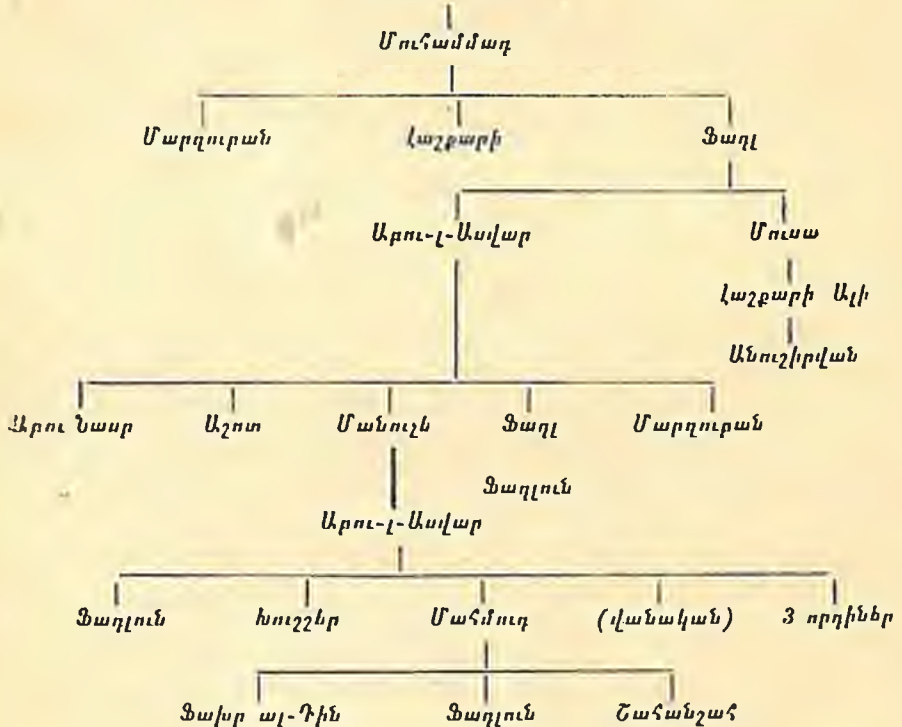 Մուհամմադ
Մարզուբան Լաշքարի Ֆադլ
Աբու-լ-Ասվար Մուսա
Լաշքարի Ալի
Անուշիրվան
Աբու Նասր Աշոտ Մանուչե Ֆադլ Մարզուբան
Ֆադլուն
Աբու-լ-Ասվար
Ֆադլուն Խուշշեր Մահմուդ (վանական) 3 որդիներ
Ֆախր ալ-Դին Ֆադլուն Շահանշահ